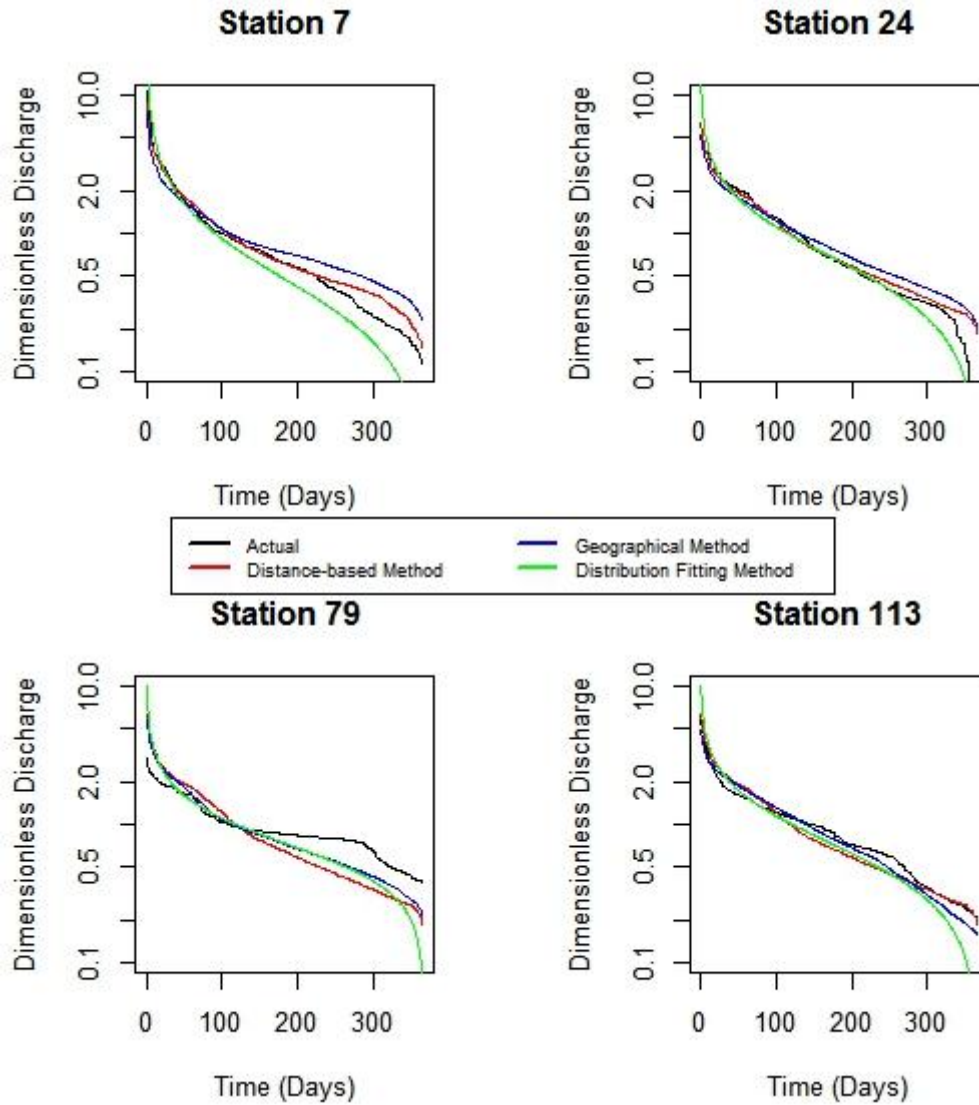 Station 7
Dimensionless Discharge
10.0
2.0
0.5
0.1
0 100 200 300
Time (Days)
Station 24
Dimensionless Discharge
10.0
2.0
0.5
0.1
0 100 200 300
Time (Days)
Actual
Distance-based Method
Geographical Method
Distribution Fitting Method
Station 79
Dimensionless Discharge
10.0
2.0
0.5
0.1
0 100 200 300
Time (Days)
Station 113
Dimensionless Discharge
10.0
2.0
0.5
0.1
0 100 200 300
Time (Days)